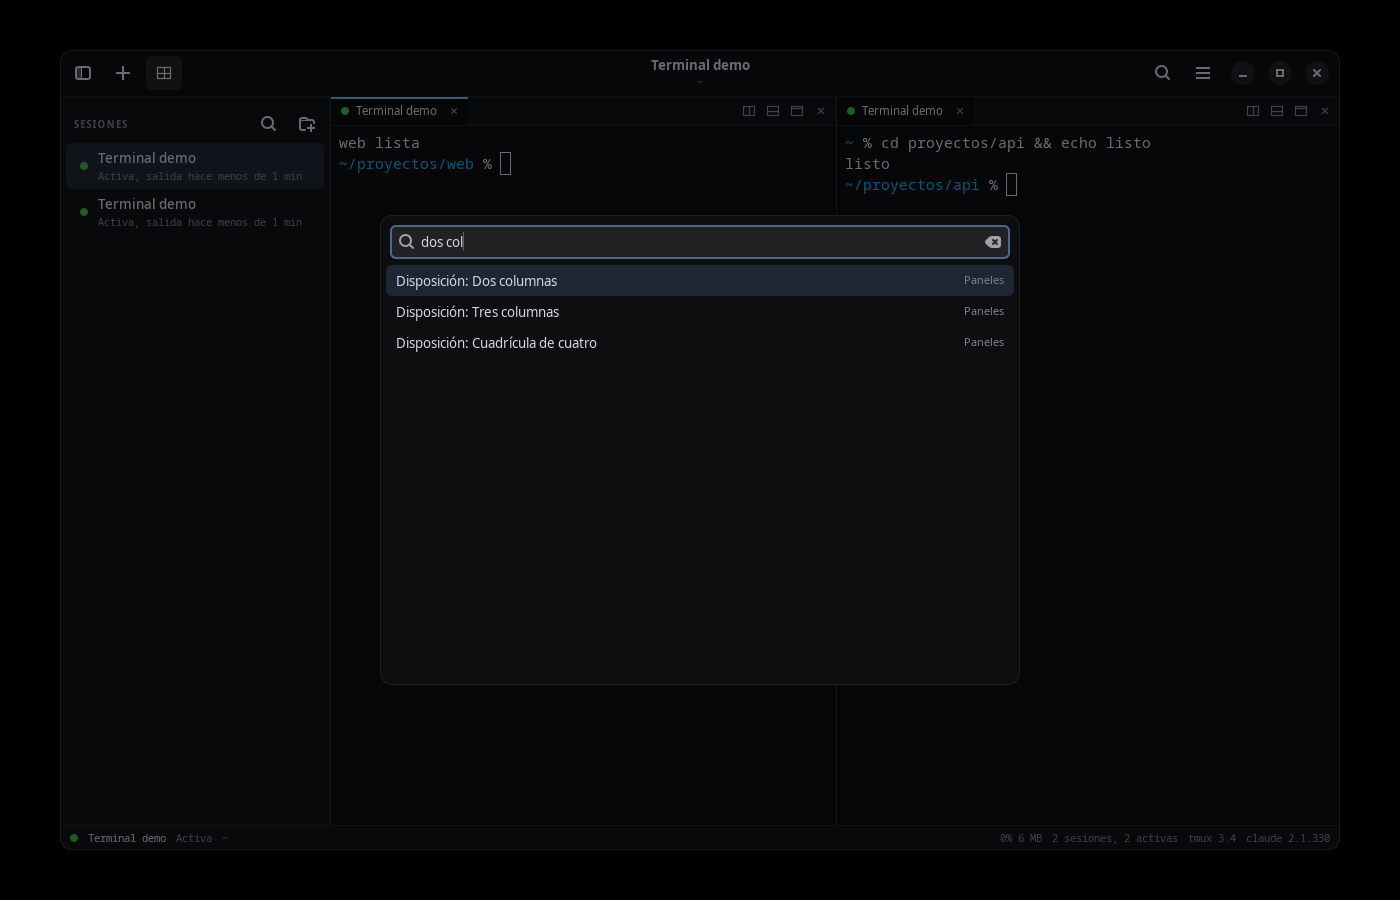 Terminal demo
~
SESIONES
Terminal demo
Activa, salida hace menos de 1 min
Terminal demo
Activa, salida hace menos de 1 min
Terminal demo
web lista
~/proyectos/web %
Terminal demo
~ % cd proyectos/api && echo listo
listo
~/proyectos/api %
dos col
Disposición: Dos columnas Paneles
Disposición: Tres columnas Paneles
Disposición: Cuadrícula de cuatro Paneles
Terminal demo Activa ~ 0% 6 MB 2 sesiones, 2 activas tmux 3.4 claude 2.1.330